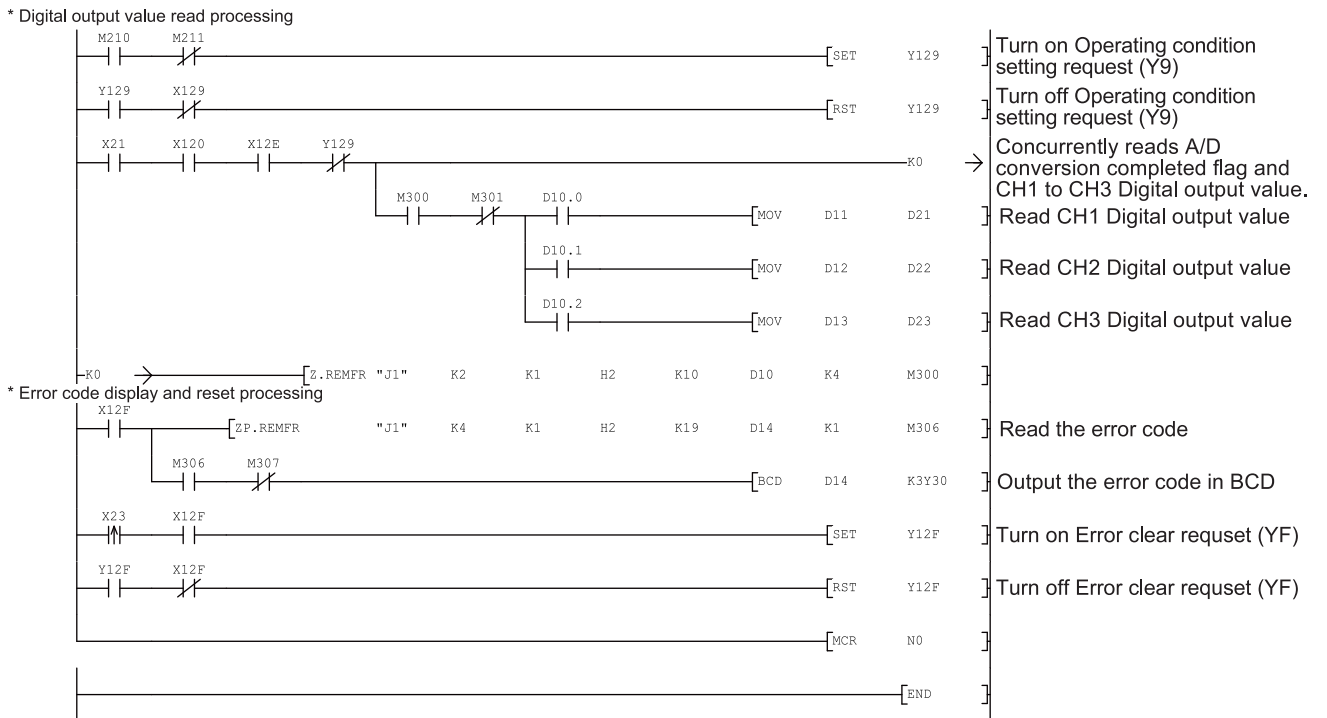 * Digital output value read processing
M210 M211
SET Y129
Turn on Operating condition
setting request (Y9)
Y129 X129
RST Y129
Turn off Operating condition
setting request (Y9)
X21 X120 X12E Y129
K0
Concurrently reads A/D
conversion completed flag and
CH1 to CH3 Digital output value.
M300 M301 D10.0
MOV D11 D21
Read CH1 Digital output value
D10.1
MOV D12 D22
Read CH2 Digital output value
D10.2
MOV D13 D23
Read CH3 Digital output value
K0 Z.REMFR "J1" K2 K1 H2 K10 D10 K4 M300
* Error code display and reset processing
X12F
ZP.REMFR "J1" K4 K1 H2 K19 D14 K1 M306
Read the error code
M306 M307
BCD D14 K3Y30
Output the error code in BCD
X23 X12F
SET Y12F
Turn on Error clear requset (YF)
Y12F X12F
RST Y12F
Turn off Error clear requset (YF)
MCR N0
END